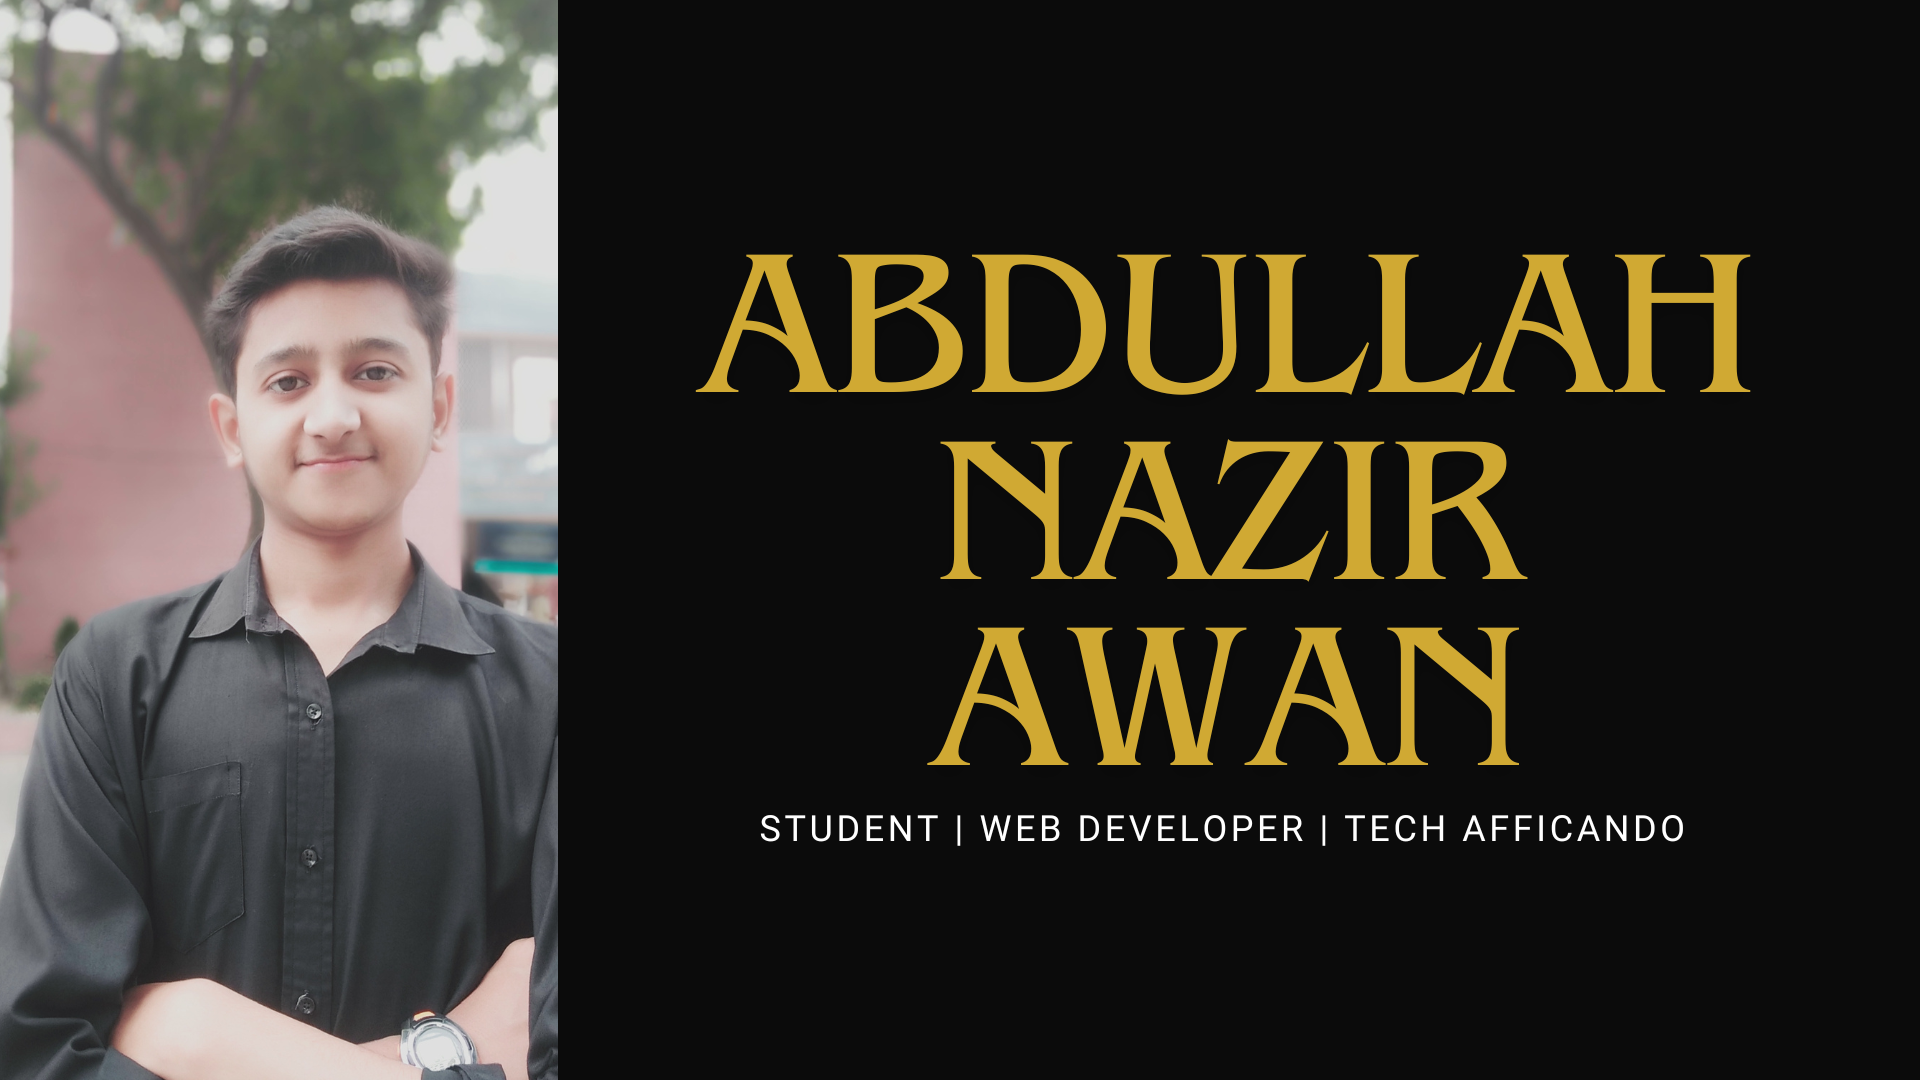 ABDULLAH
NAZIR
AWAN
STUDENT | WEB DEVELOPER | TECH AFFICANDO